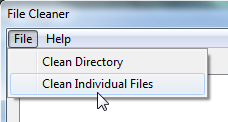 File Cleaner
File Help
Clean Directory
Clean Individual Files